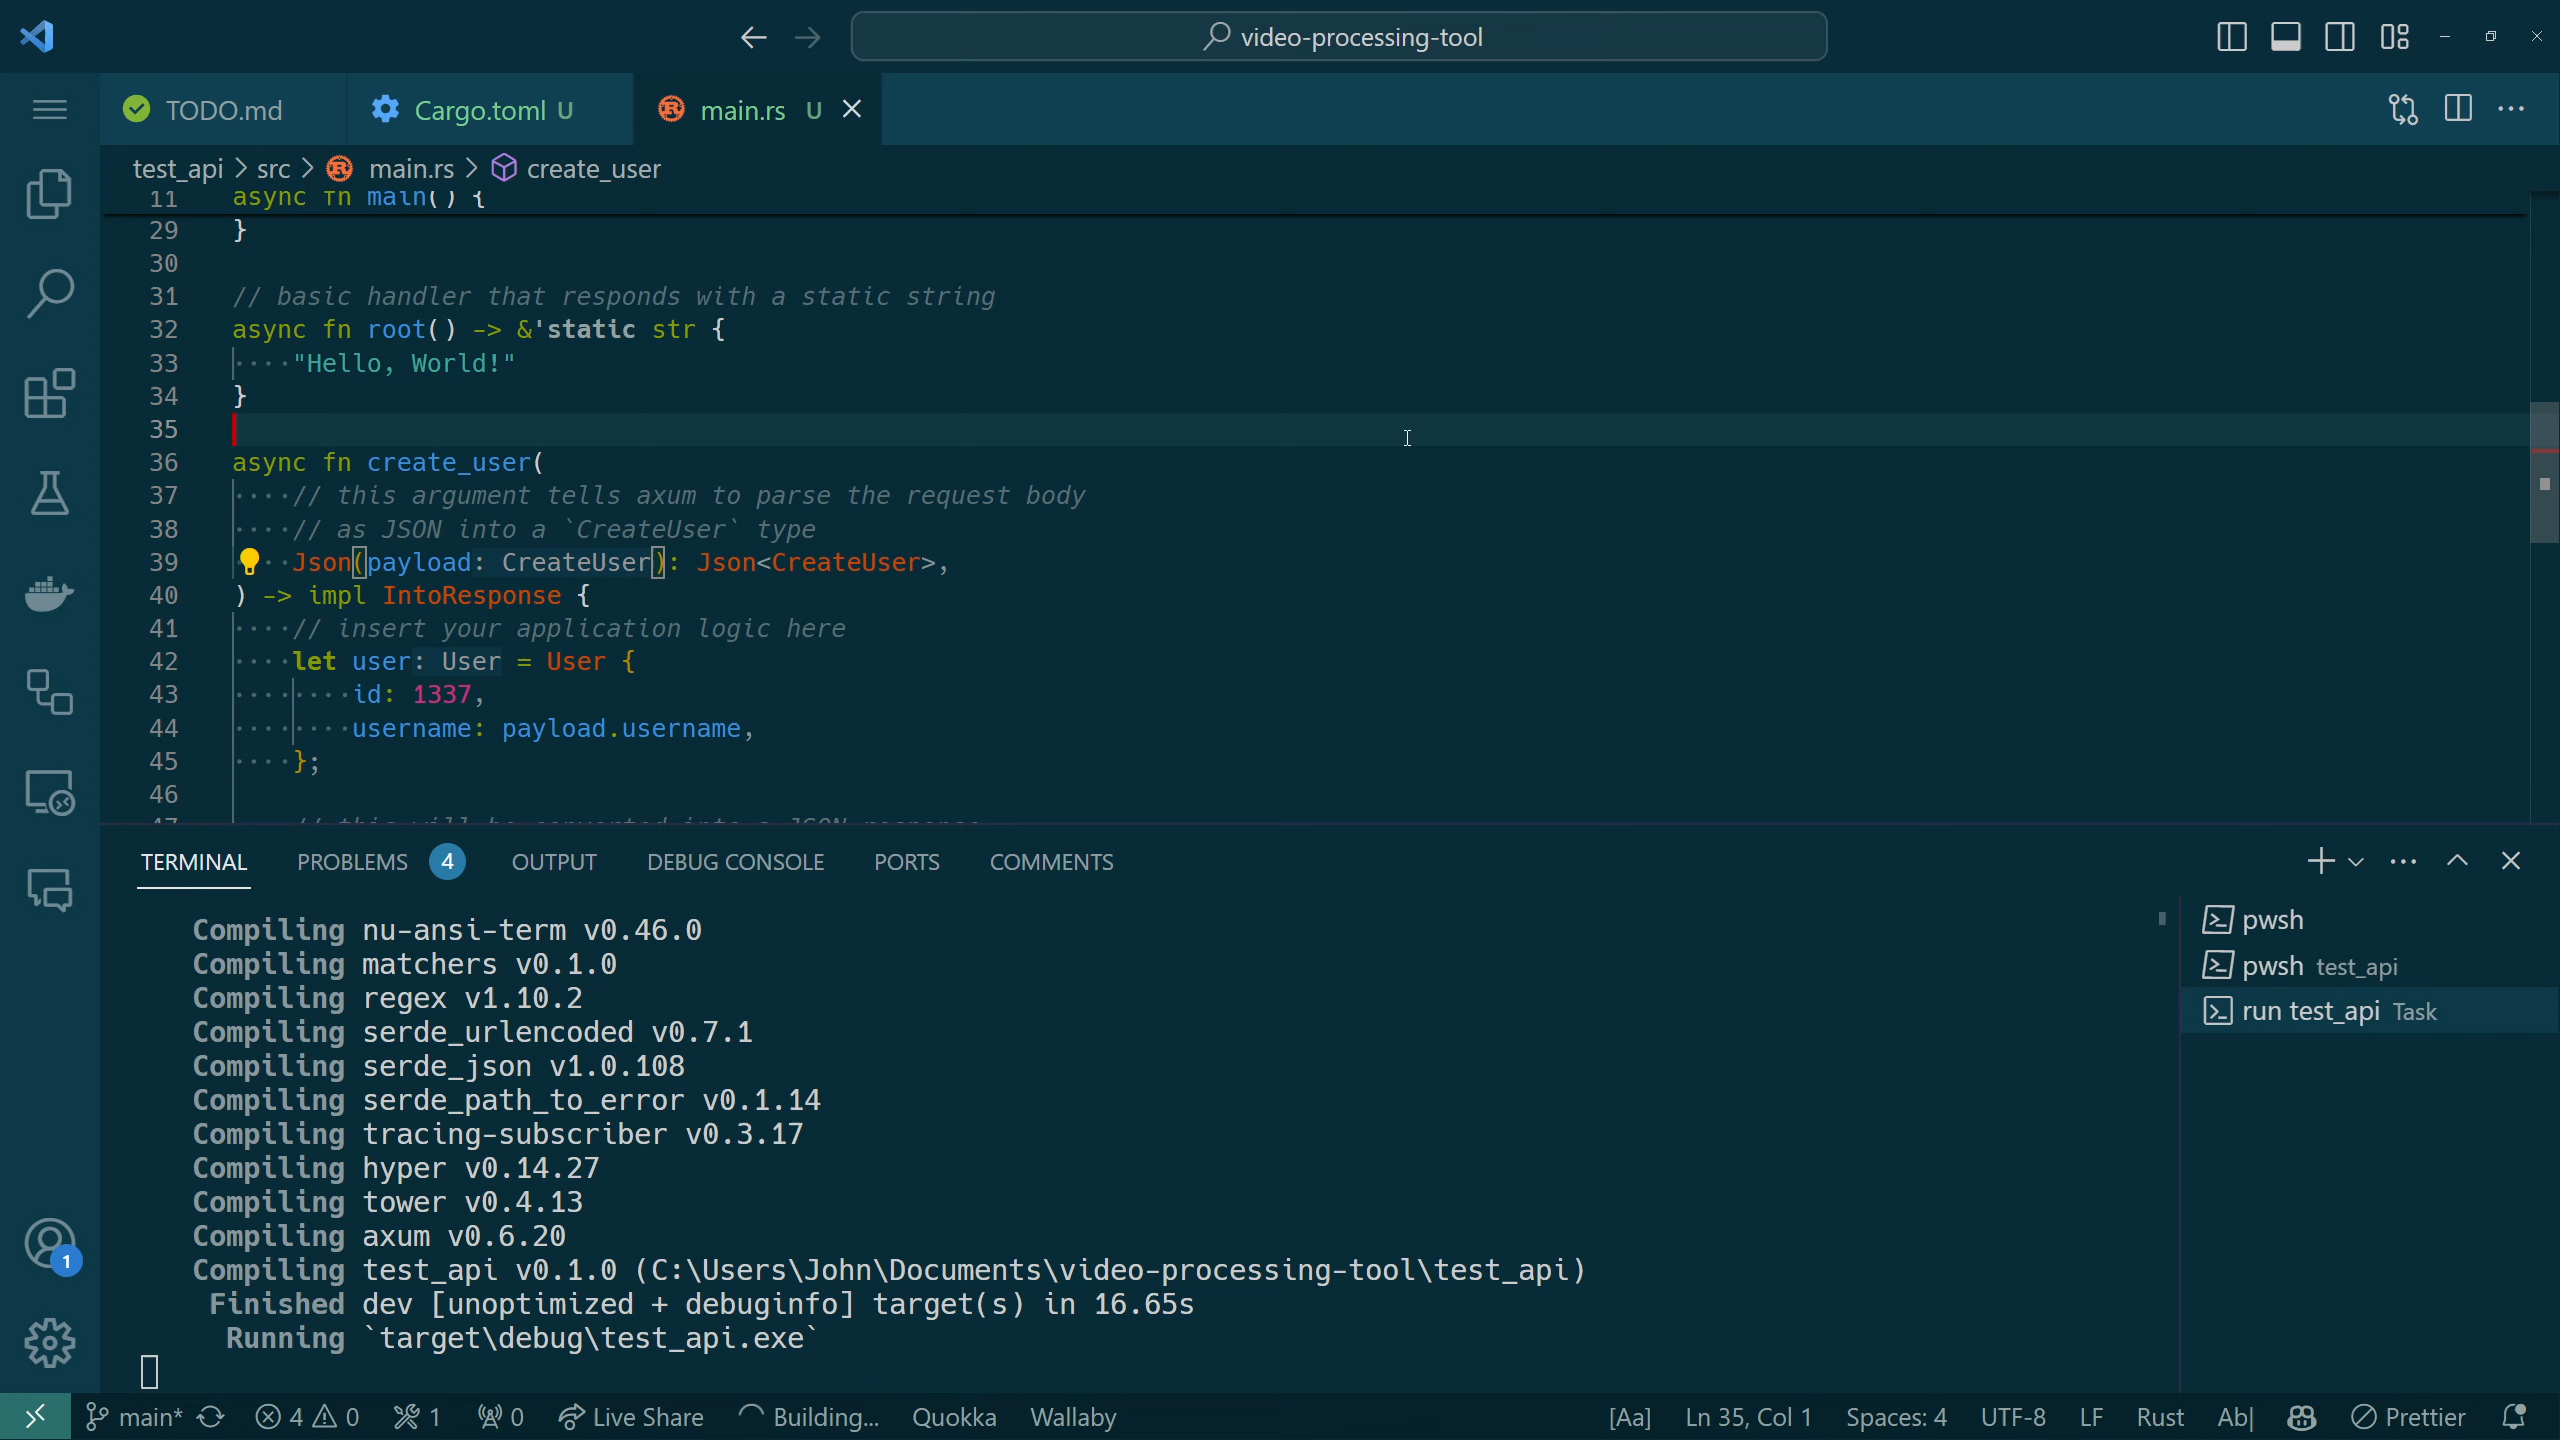 video-processing-tool
TODO.md
Cargo.toml U
main.rs U
test_api > src > main.rs > create_user
11 async fn main() {
29 }
30
31 // basic handler that responds with a static string
32 async fn root() -> &'static str {
33 ····"Hello, World!"
34 }
35
36 async fn create_user(
37 ····// this argument tells axum to parse the request body
38 ····// as JSON into a `CreateUser` type
39 ····Json(payload: CreateUser): Json<CreateUser>,
40 ) -> impl IntoResponse {
41 ····// insert your application logic here
42 ····let user: User = User {
43 ········id: 1337,
44 ········username: payload.username,
45 ····};
46
47 ····// this will be converted into a JSON response
TERMINAL PROBLEMS 4 OUTPUT DEBUG CONSOLE PORTS COMMENTS
Compiling nu-ansi-term v0.46.0
Compiling matchers v0.1.0
Compiling regex v1.10.2
Compiling serde_urlencoded v0.7.1
Compiling serde_json v1.0.108
Compiling serde_path_to_error v0.1.14
Compiling tracing-subscriber v0.3.17
Compiling hyper v0.14.27
Compiling tower v0.4.13
Compiling axum v0.6.20
Compiling test_api v0.1.0 (C:\Users\John\Documents\video-processing-tool\test_api)
Finished dev [unoptimized + debuginfo] target(s) in 16.65s
Running `target\debug\test_api.exe`
pwsh
pwsh test_api
run test_api Task
1
main* 4 0 1 0 Live Share Building... Quokka Wallaby [Aa] Ln 35, Col 1 Spaces: 4 UTF-8 LF Rust Ab| Prettier